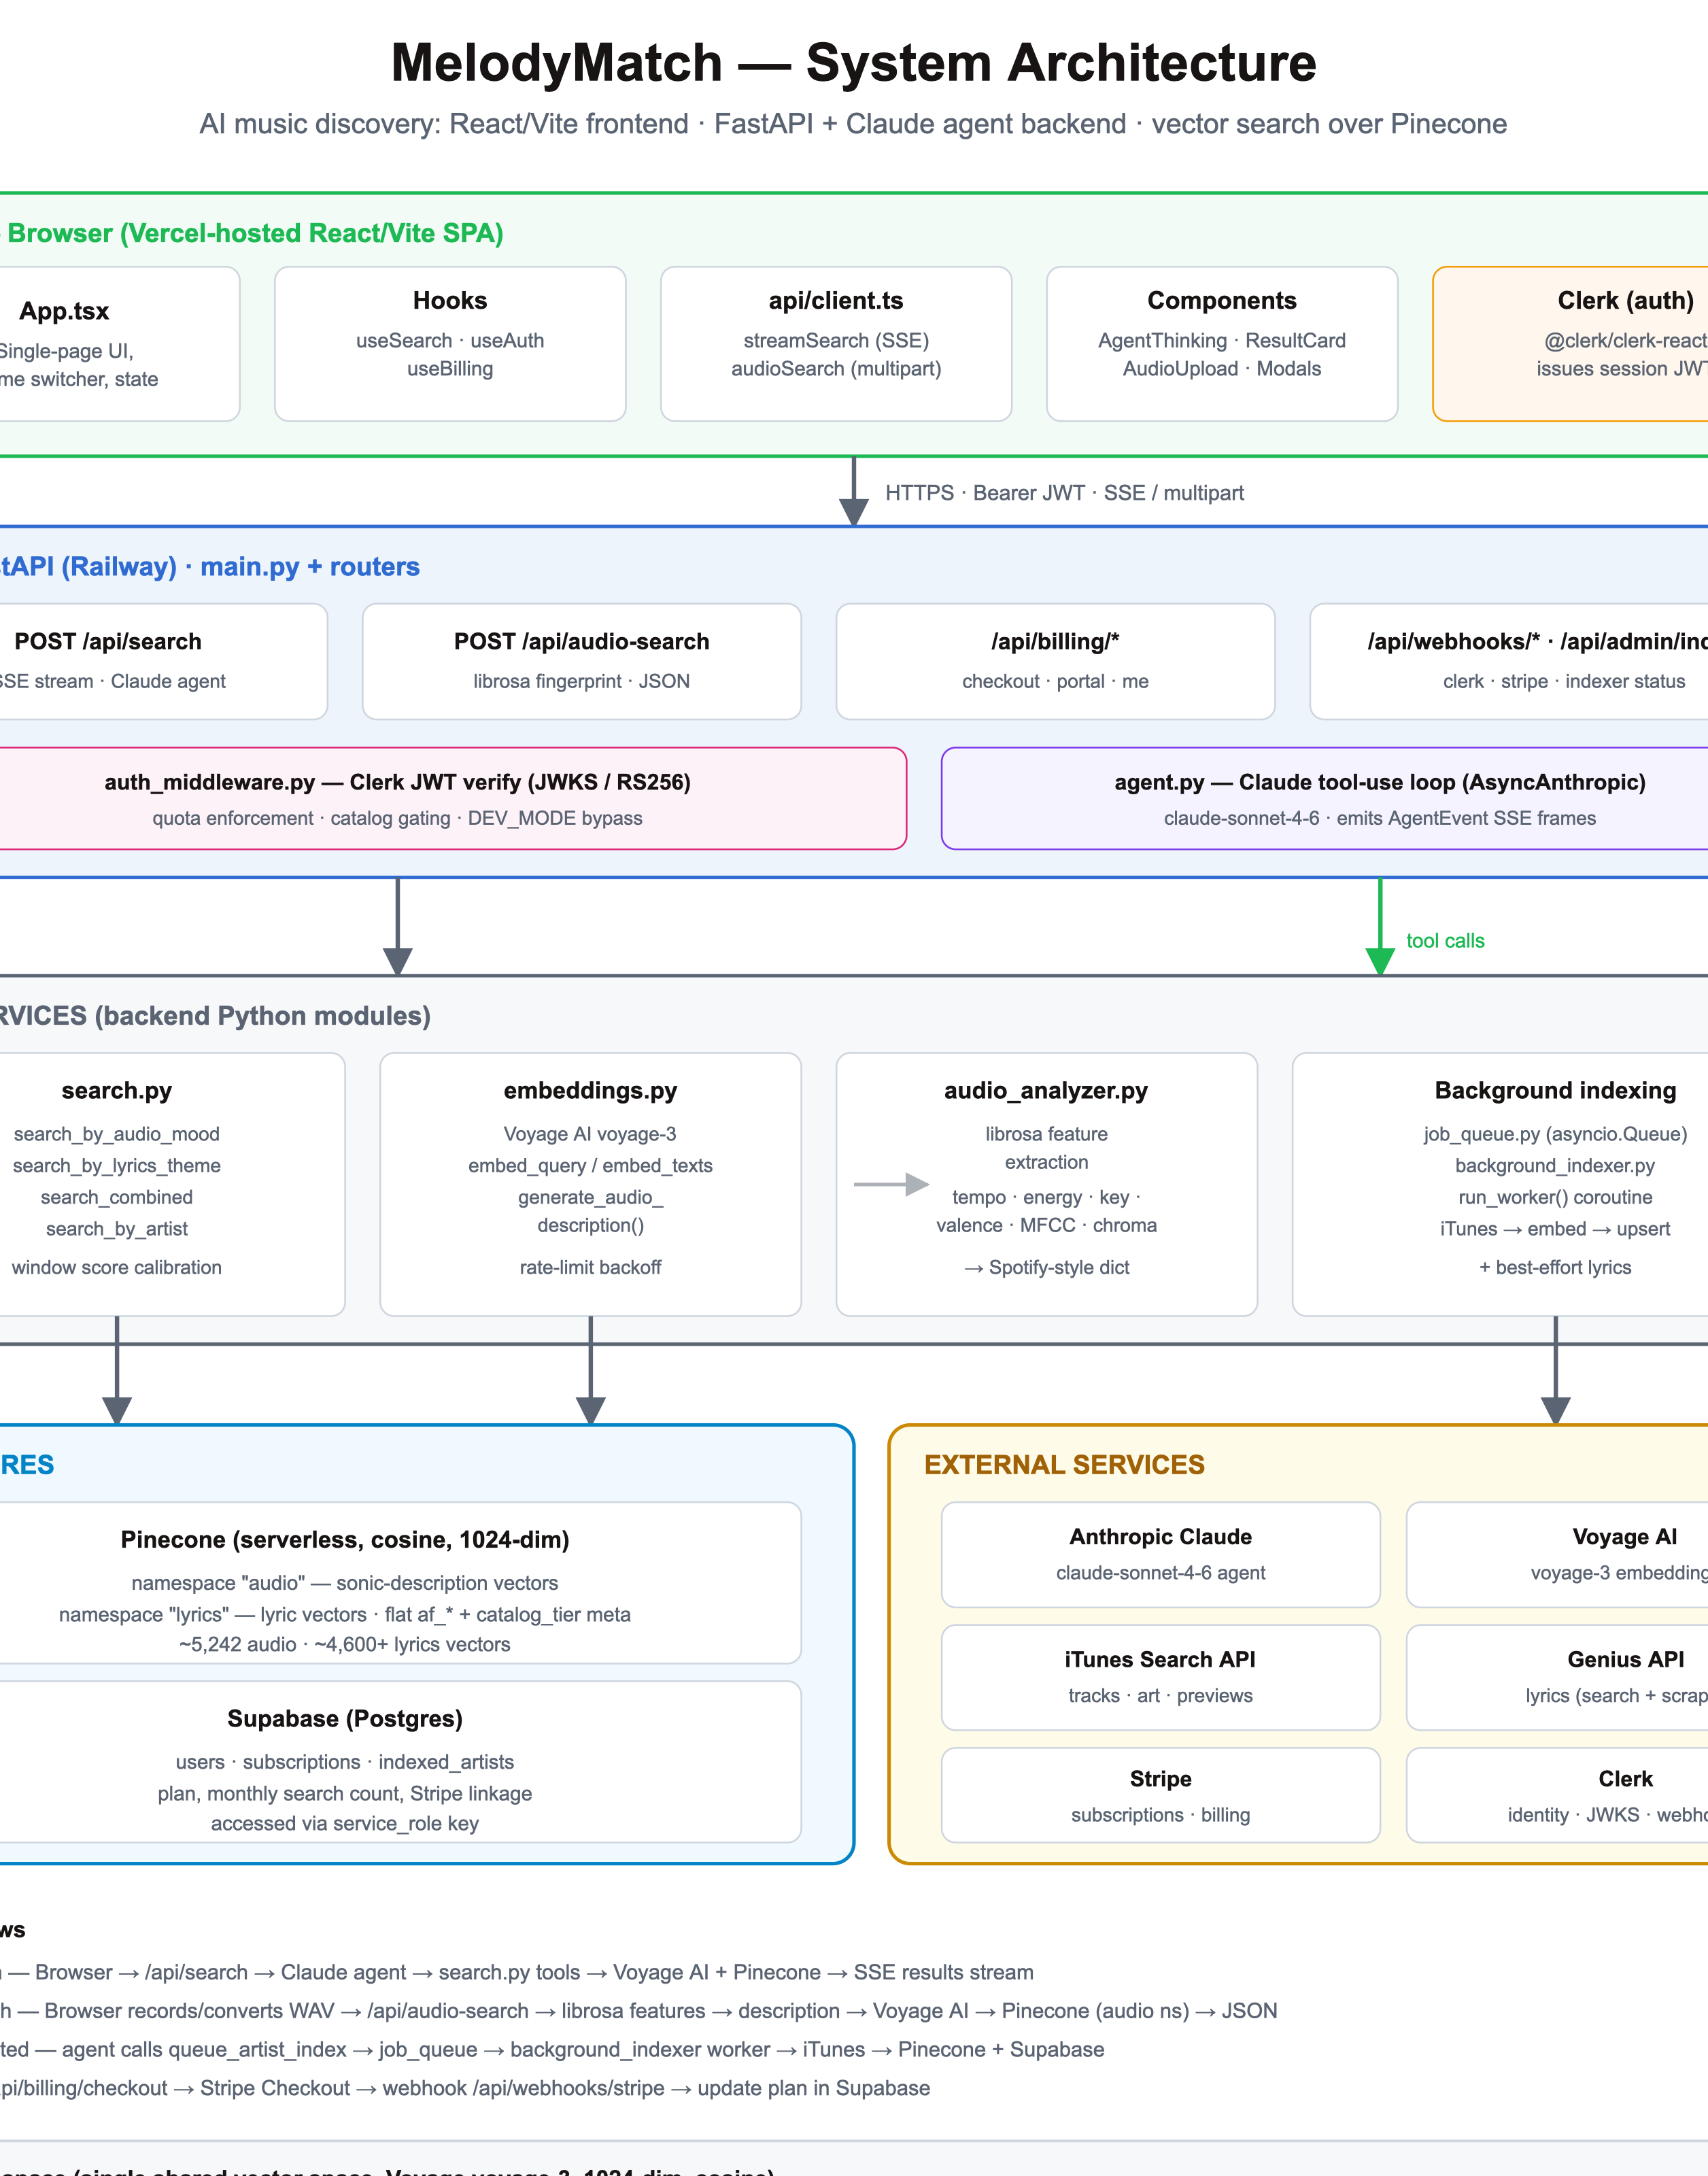 MelodyMatch — System Architecture
AI music discovery: React/Vite frontend · FastAPI + Claude agent backend · vector search over Pinecone
Browser (Vercel-hosted React/Vite SPA)
App.tsx
Single-page UI,
me switcher, state
Hooks
useSearch · useAuth
useBilling
api/client.ts
streamSearch (SSE)
audioSearch (multipart)
Components
AgentThinking · ResultCard
AudioUpload · Modals
Clerk (auth)
@clerk/clerk-react
issues session JWT
HTTPS · Bearer JWT · SSE / multipart
stAPI (Railway) · main.py + routers
POST /api/search
SSE stream · Claude agent
POST /api/audio-search
librosa fingerprint · JSON
/api/billing/*
checkout · portal · me
/api/webhooks/* · /api/admin/ind
clerk · stripe · indexer status
auth_middleware.py — Clerk JWT verify (JWKS / RS256)
quota enforcement · catalog gating · DEV_MODE bypass
agent.py — Claude tool-use loop (AsyncAnthropic)
claude-sonnet-4-6 · emits AgentEvent SSE frames
tool calls
RVICES (backend Python modules)
search.py
search_by_audio_mood
search_by_lyrics_theme
search_combined
search_by_artist
window score calibration
embeddings.py
Voyage AI voyage-3
embed_query / embed_texts
generate_audio_
description()
rate-limit backoff
audio_analyzer.py
librosa feature
extraction
tempo · energy · key ·
valence · MFCC · chroma
→ Spotify-style dict
Background indexing
job_queue.py (asyncio.Queue)
background_indexer.py
run_worker() coroutine
iTunes → embed → upsert
+ best-effort lyrics
RES
Pinecone (serverless, cosine, 1024-dim)
namespace "audio" — sonic-description vectors
namespace "lyrics" — lyric vectors · flat af_* + catalog_tier meta
~5,242 audio · ~4,600+ lyrics vectors
Supabase (Postgres)
users · subscriptions · indexed_artists
plan, monthly search count, Stripe linkage
accessed via service_role key
EXTERNAL SERVICES
Anthropic Claude
claude-sonnet-4-6 agent
Voyage AI
voyage-3 embedding
iTunes Search API
tracks · art · previews
Genius API
lyrics (search + scrap
Stripe
subscriptions · billing
Clerk
identity · JWKS · webho
ws
— Browser → /api/search → Claude agent → search.py tools → Voyage AI + Pinecone → SSE results stream
h — Browser records/converts WAV → /api/audio-search → librosa features → description → Voyage AI → Pinecone (audio ns) → JSON
ted — agent calls queue_artist_index → job_queue → background_indexer worker → iTunes → Pinecone + Supabase
pi/billing/checkout → Stripe Checkout → webhook /api/webhooks/stripe → update plan in Supabase
space (single shared vector space, Voyage voyage-3, 1024-dim, cosine)